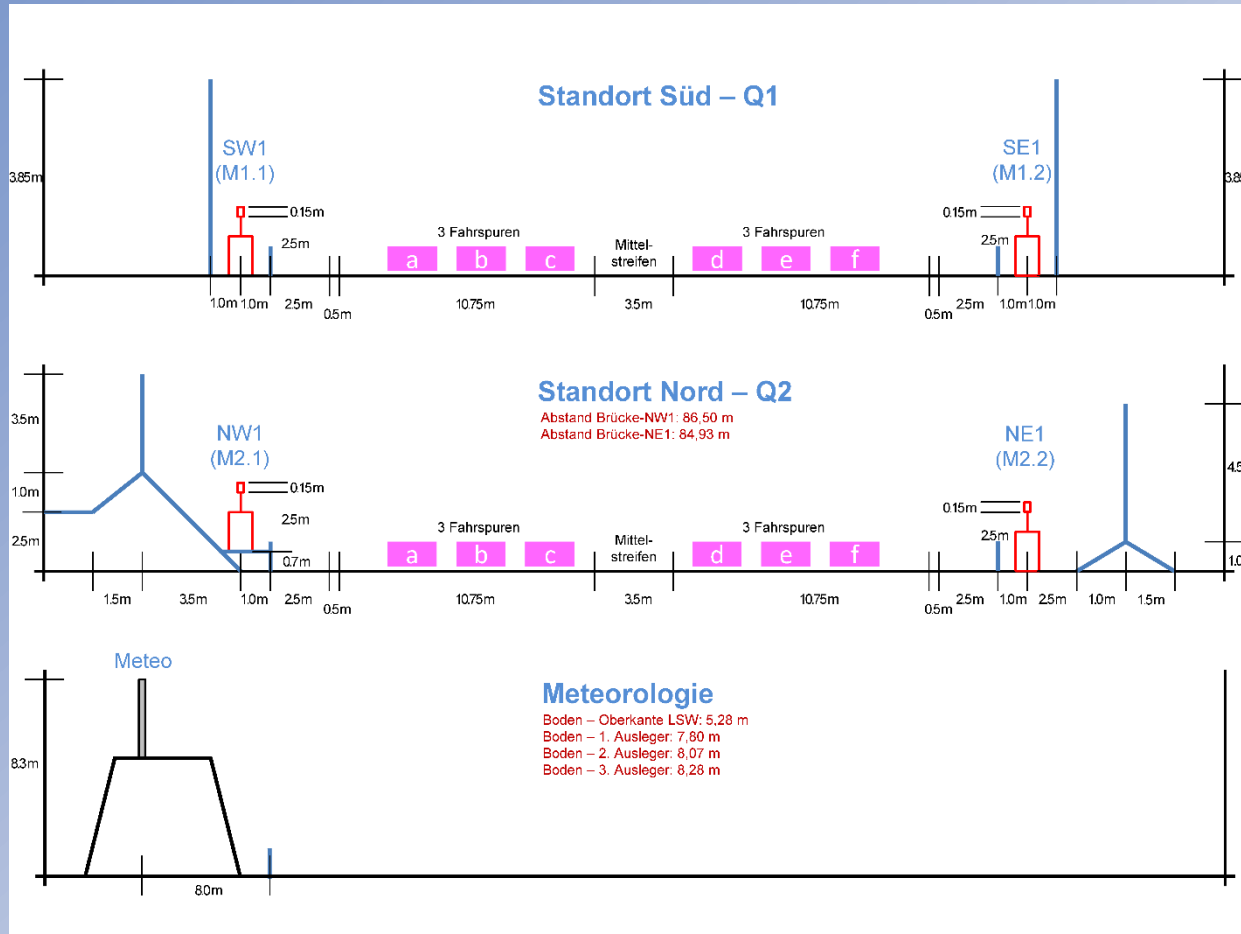 Standort Süd – Q1
SW1
(M1.1)
SE1
(M1.2)
3.85m
0.15m
2.5m
3 Fahrspuren
a b c
Mittel-
streifen
3 Fahrspuren
d e f
0.15m
2.5m
1.0m 1.0m 2.5m
0.5m
10.75m
3.5m
10.75m
0.5m
2.5m 1.0m 1.0m
Standort Nord – Q2
Abstand Brücke-NW1: 86,50 m
Abstand Brücke-NE1: 84,93 m
NW1
(M2.1)
NE1
(M2.2)
3.5m
1.0m
2.5m
0.15m
2.5m
0.7m
3 Fahrspuren
a b c
Mittel-
streifen
3 Fahrspuren
d e f
0.15m
2.5m
1.5m 3.5m 1.0m 2.5m
0.5m
10.75m
3.5m
10.75m
0.5m
2.5m 1.0m 2.5m 1.0m 1.5m
Meteo
Meteorologie
Boden – Oberkante LSW: 5,28 m
Boden – 1. Ausleger: 7,80 m
Boden – 2. Ausleger: 8,07 m
Boden – 3. Ausleger: 8,28 m
8.3m
8.0m